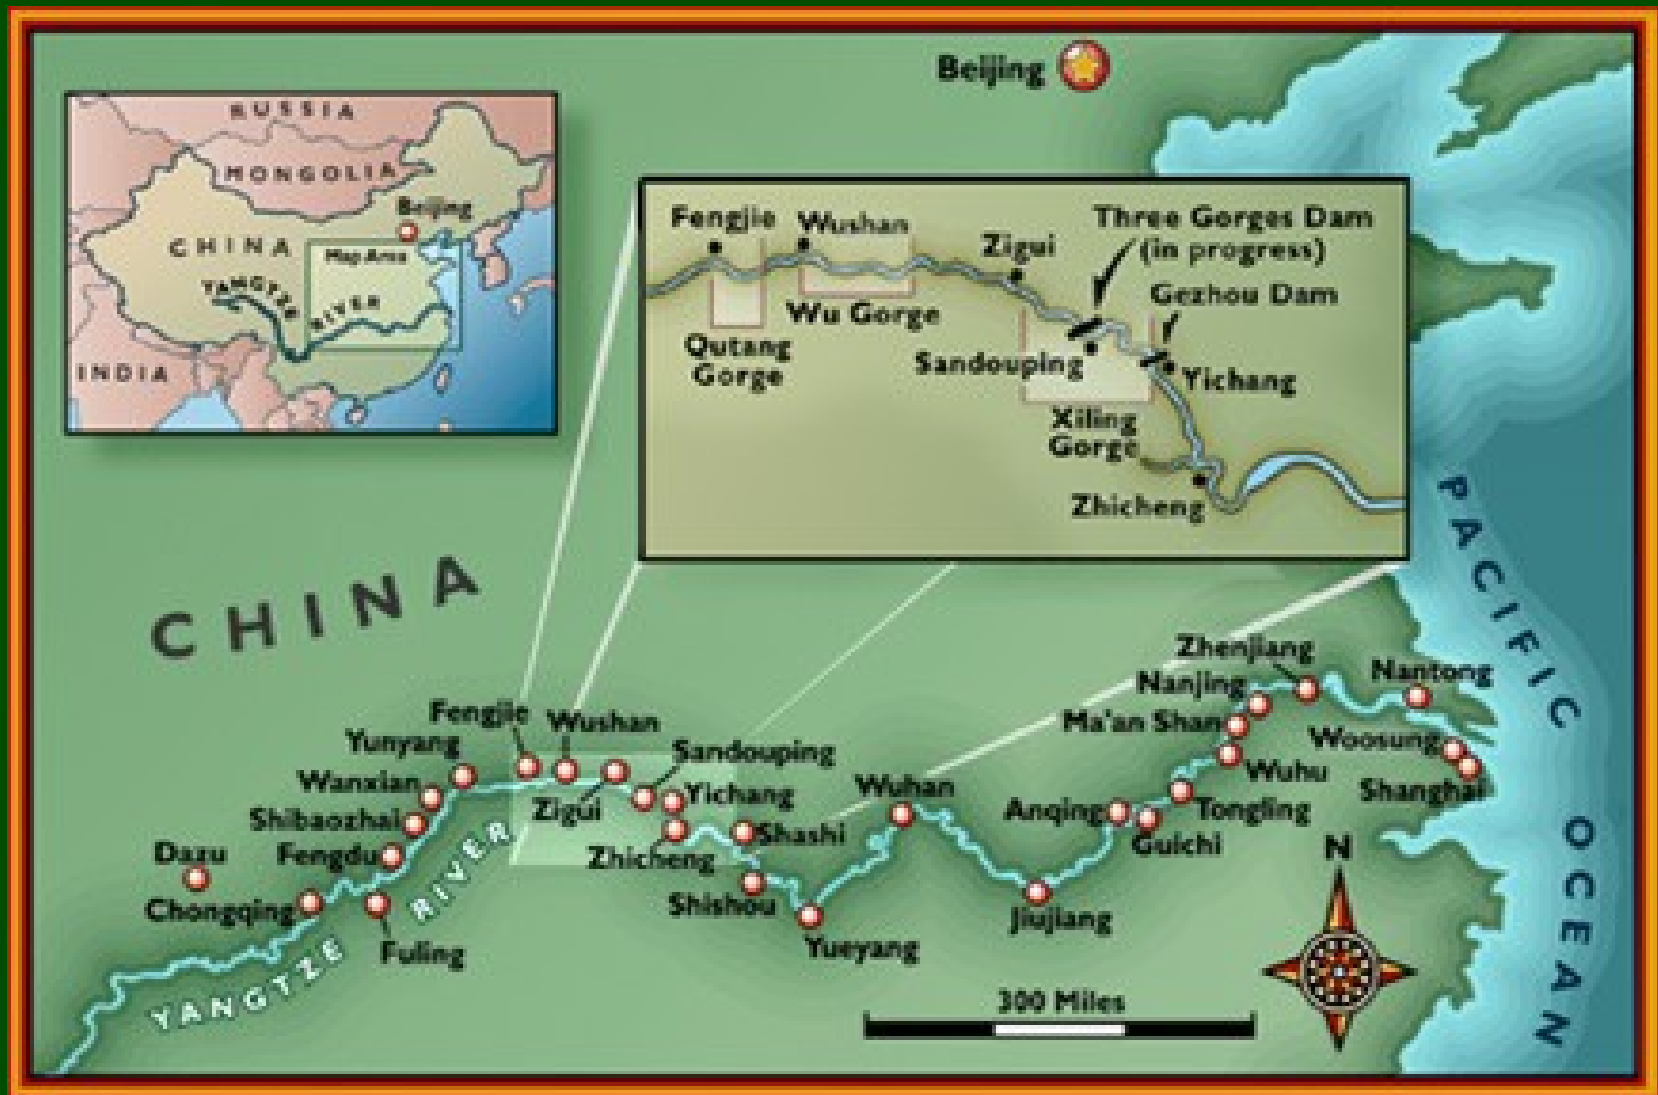 Beijing
RUSSIA
MONGOLIA
Beijing
CHINA
Map Area
YANGTZE RIVER
INDIA
Fengjie
Wushan
Zigui
Three Gorges Dam
(in progress)
Gezhou Dam
Wu Gorge
Qutang
Gorge
Sandouping
Yichang
Xiling
Gorge
Zhicheng
CHINA
PACIFIC OCEAN
Zhenjiang
Nantong
Nanjing
Ma'an Shan
Woosung
Shanghai
Wuhu
Tongling
Guichi
Anqing
Jiujiang
Wuhan
Yueyang
Shishou
Shashi
Zhicheng
Yichang
Sandouping
Zigui
Wushan
Fengjie
Yunyang
Wanxian
Shibaozhai
Fengdu
Dazu
Chongqing
Fuling
YANGTZE RIVER
N
300 Miles